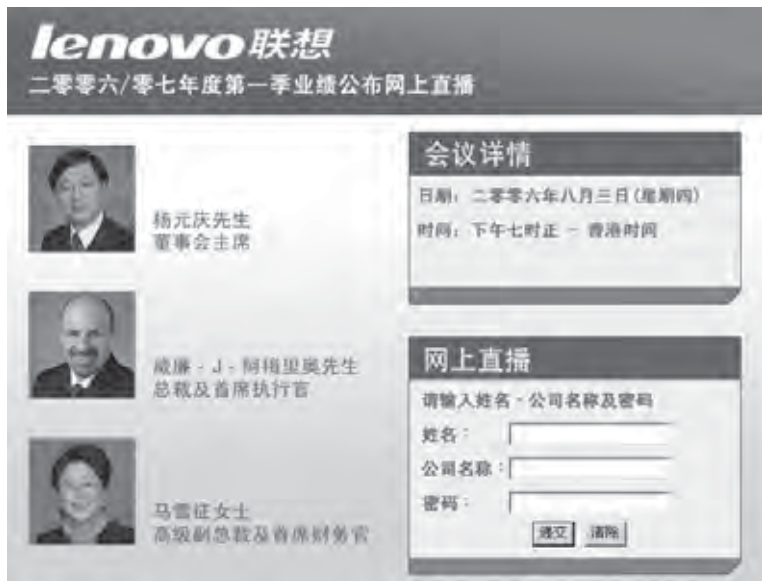 lenovo联想
二零零六/零七年度第一季业绩公布网上直播
杨元庆先生
董事会主席
威廉 - J - 阿梅里奥先生
总裁及首席执行官
马雪征女士
高级副总裁及首席财务官
会议详情
日期：二零零六年八月三日(星期四)
时间：下午七时正 - 香港时间
网上直播
请输入姓名﹑公司名称及密码
姓名：
公司名称：
密码：
递交 清除